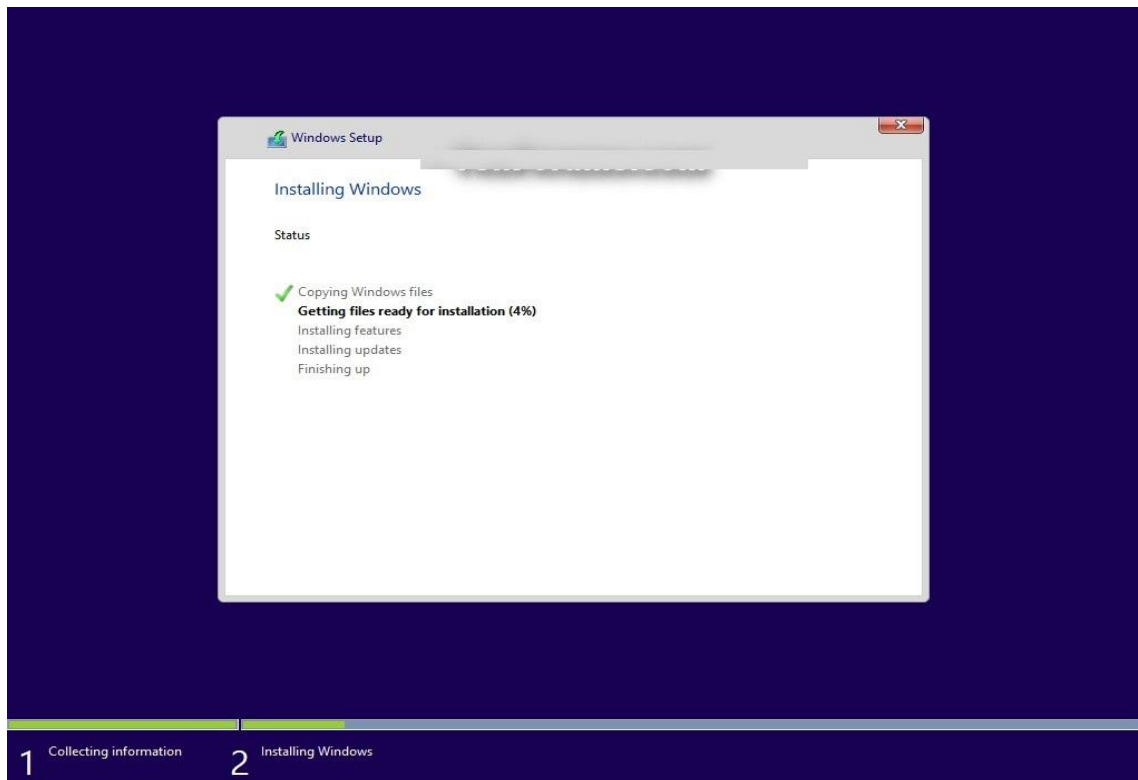 Windows Setup
Installing Windows
Status
Copying Windows files
Getting files ready for installation (4%)
Installing features
Installing updates
Finishing up
1 Collecting information
2 Installing Windows